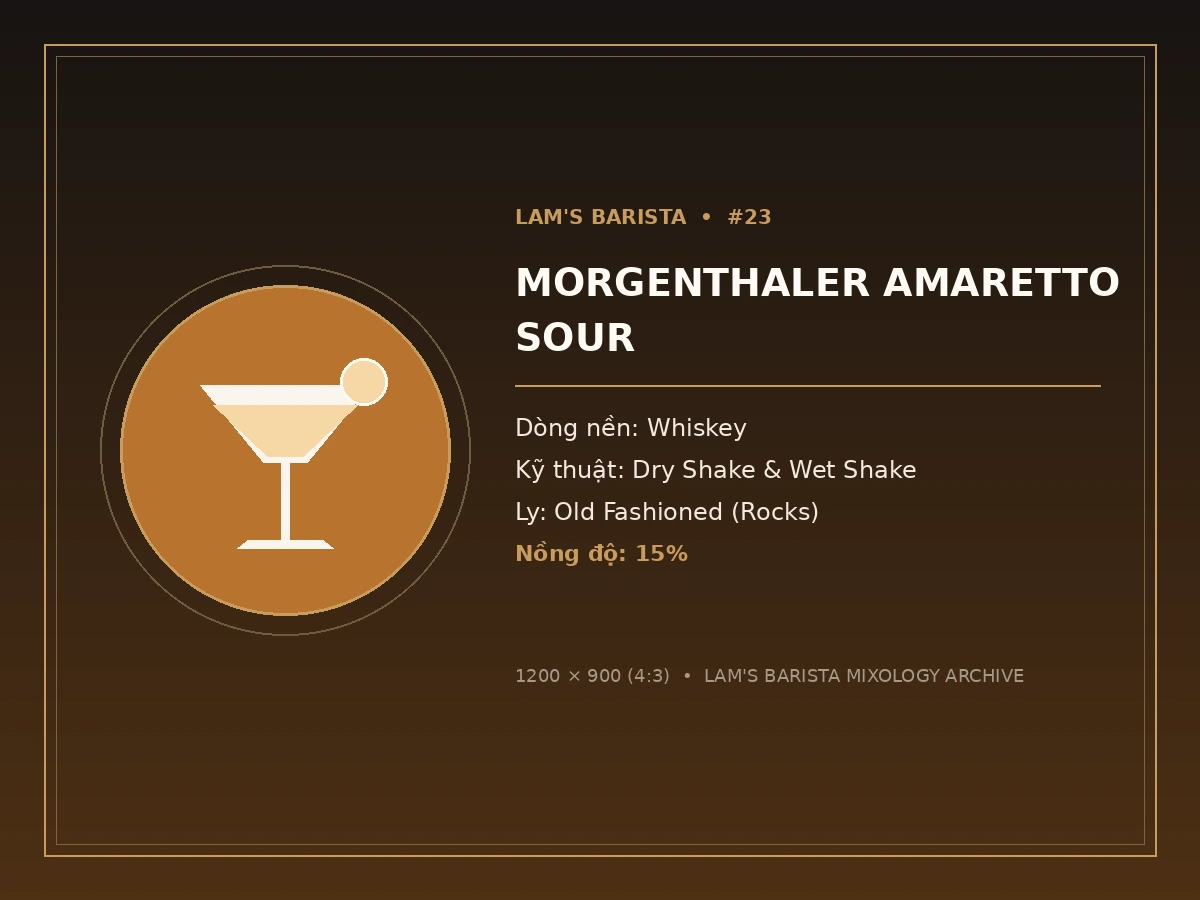 LAM'S BARISTA • #23
MORGENTHALER AMARETTO
SOUR
Dòng nền: Whiskey
Kỹ thuật: Dry Shake & Wet Shake
Ly: Old Fashioned (Rocks)
Nồng độ: 15%
1200 × 900 (4:3) • LAM'S BARISTA MIXOLOGY ARCHIVE